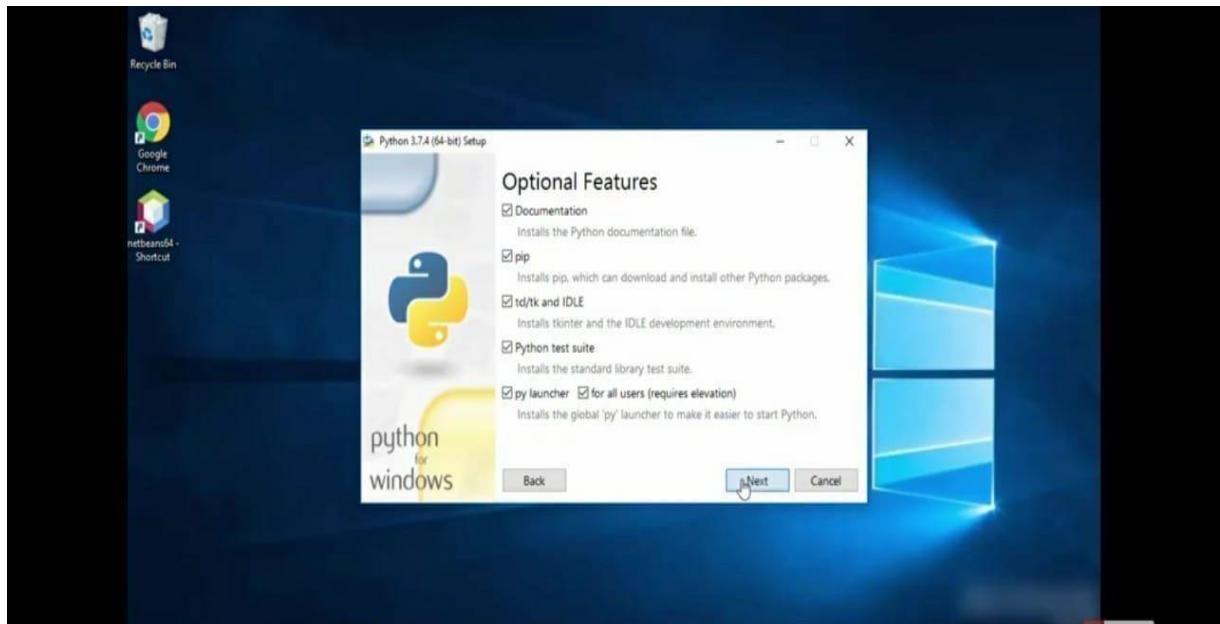 Recycle Bin
Google
Chrome
netbeans64 -
Shortcut
Python 3.7.4 (64-bit) Setup
Optional Features
Documentation
Installs the Python documentation file.
pip
Installs pip, which can download and install other Python packages.
td/tk and IDLE
Installs tkinter and the IDLE development environment.
Python test suite
Installs the standard library test suite.
py launcher for all users (requires elevation)
Installs the global 'py' launcher to make it easier to start Python.
python
for
windows
Back
Next
Cancel